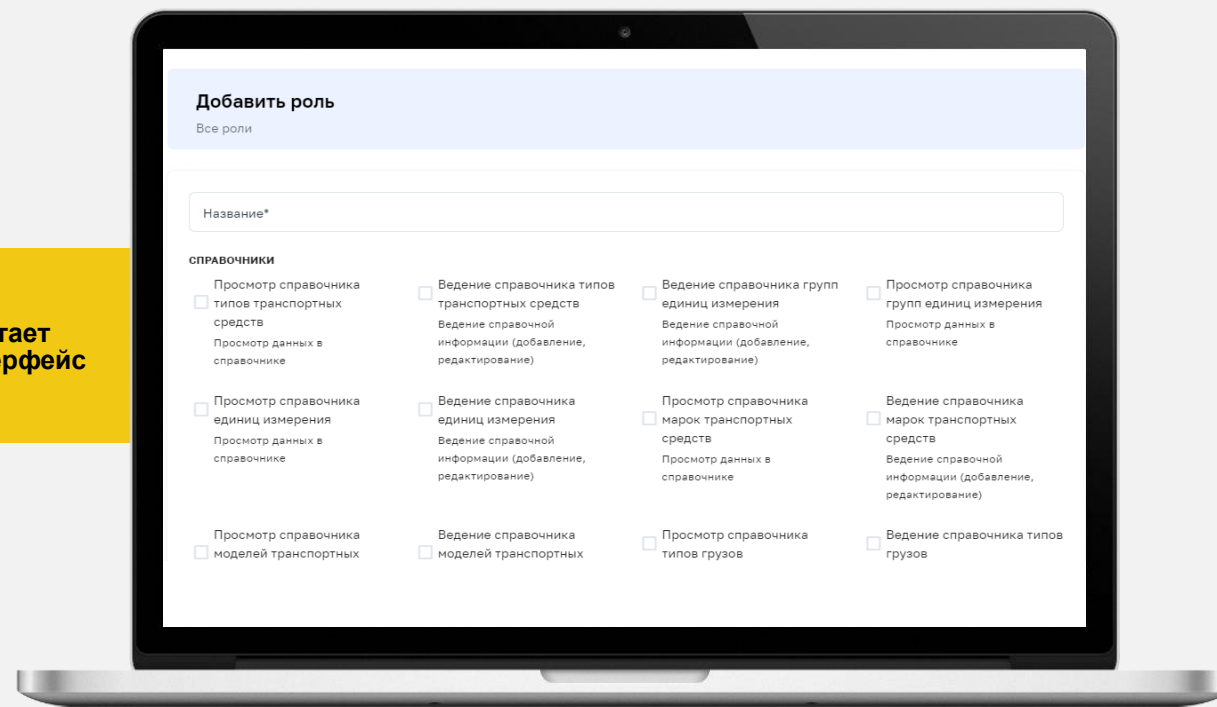 Добавить роль
Все роли
Название*
СПРАВОЧНИКИ
Просмотр справочника
типов транспортных
средств
Просмотр данных в
справочнике
Ведение справочника типов
транспортных средств
Ведение справочной
информации (добавление,
редактирование)
Ведение справочника групп
единиц измерения
Ведение справочной
информации (добавление,
редактирование)
Просмотр справочника
групп единиц измерения
Просмотр данных в
справочнике
Просмотр справочника
единиц измерения
Просмотр данных в
справочнике
Ведение справочника
единиц измерения
Ведение справочной
информации (добавление,
редактирование)
Просмотр справочника
марок транспортных
средств
Просмотр данных в
справочнике
Ведение справочника
марок транспортных
средств
Ведение справочной
информации (добавление,
редактирование)
Просмотр справочника
моделей транспортных
Ведение справочника
моделей транспортных
Просмотр справочника
типов грузов
Ведение справочника типов
грузов